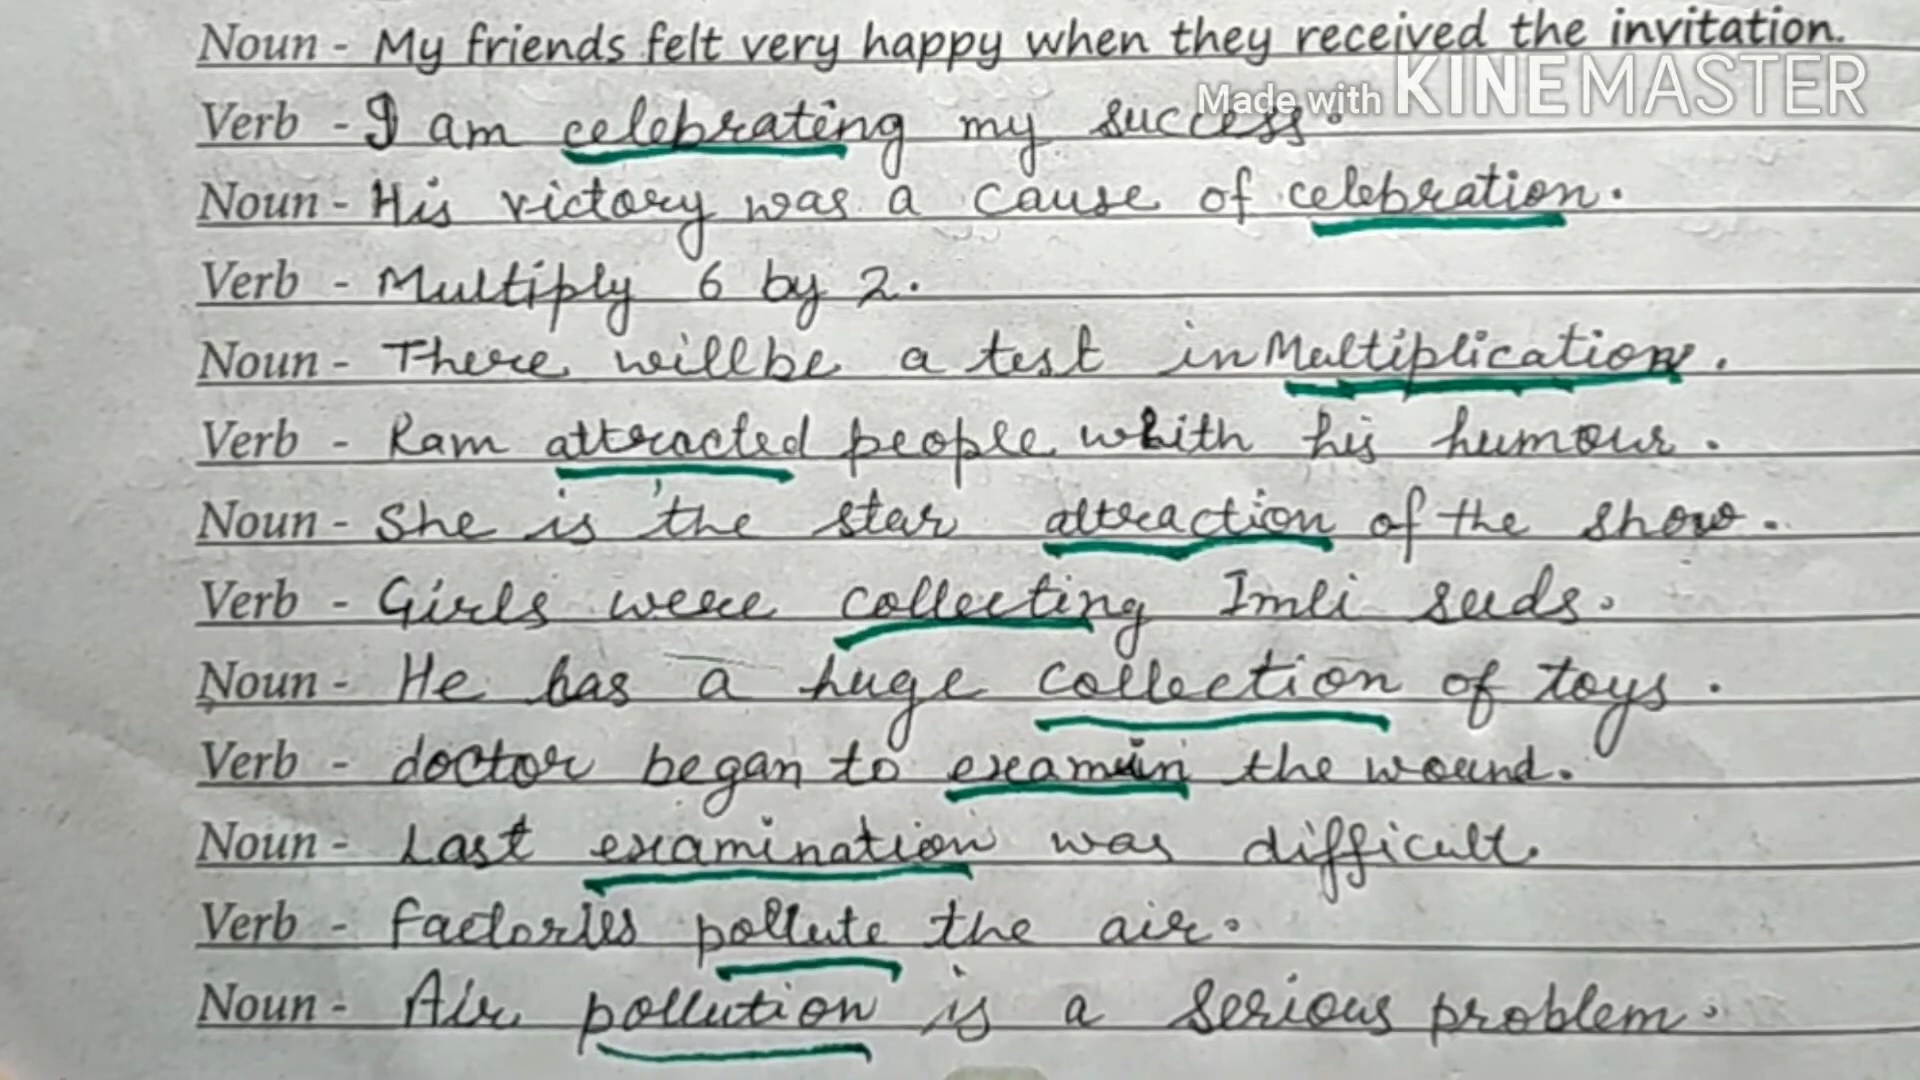 Noun - My friends felt very happy when they received the invitation.
Made with KINEMASTER
Verb - I am celebrating my success.
Noun - His victory was a cause of celebration.
Verb - Multiply 6 by 2.
Noun - There will be a test in Multiplication.
Verb - Ram attracted people whith his humour.
Noun - She is the star attraction of the show.
Verb - Girls were collecting Imli seeds.
Noun - He has a huge collection of toys.
Verb - doctor began to examin the wound.
Noun - Last examination was difficult.
Verb - factories pollute the air.
Noun - Air pollution is a serious problem.